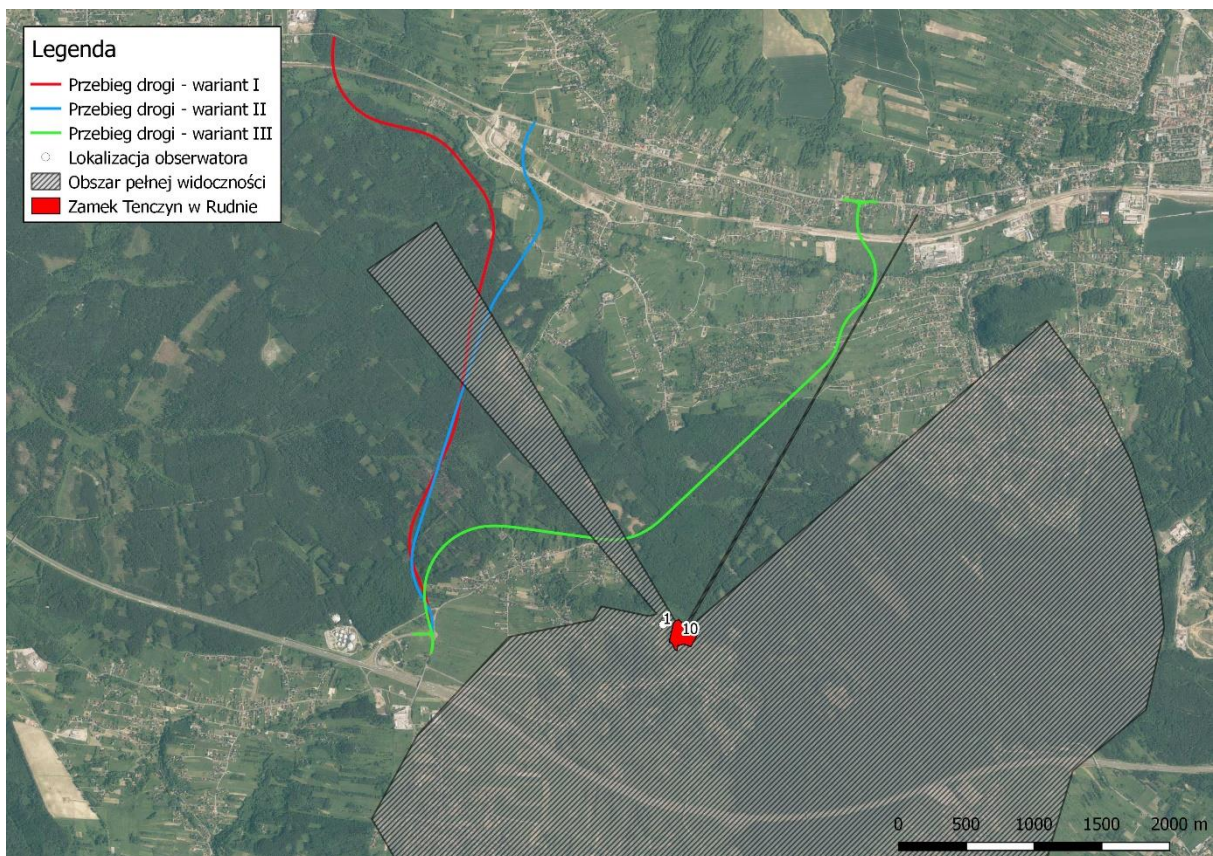 Legenda
Przebieg drogi - wariant I
Przebieg drogi - wariant II
Przebieg drogi - wariant III
Lokalizacja obserwatora
Obszar pełnej widoczności
Zamek Tenczyn w Rudnie
1
10
0 500 1000 1500 2000 m